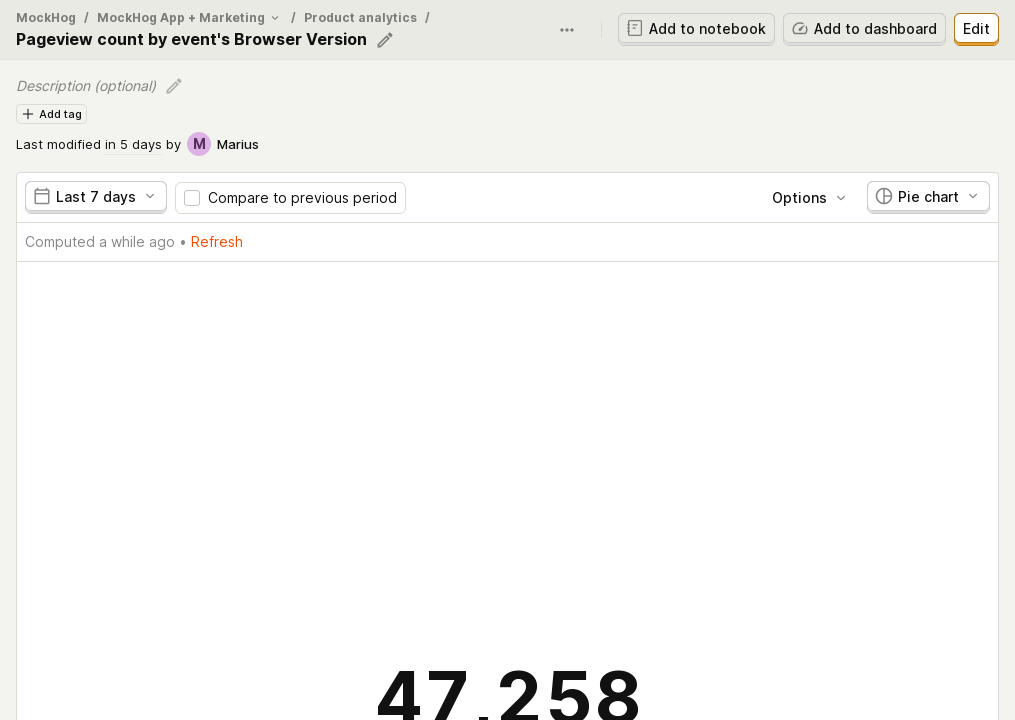 MockHog / MockHog App + Marketing / Product analytics /
Pageview count by event's Browser Version
Add to notebook
Add to dashboard
Edit
Description (optional)
Add tag
Last modified in 5 days by M Marius
Last 7 days
Compare to previous period
Options
Pie chart
Computed a while ago • Refresh
47,258